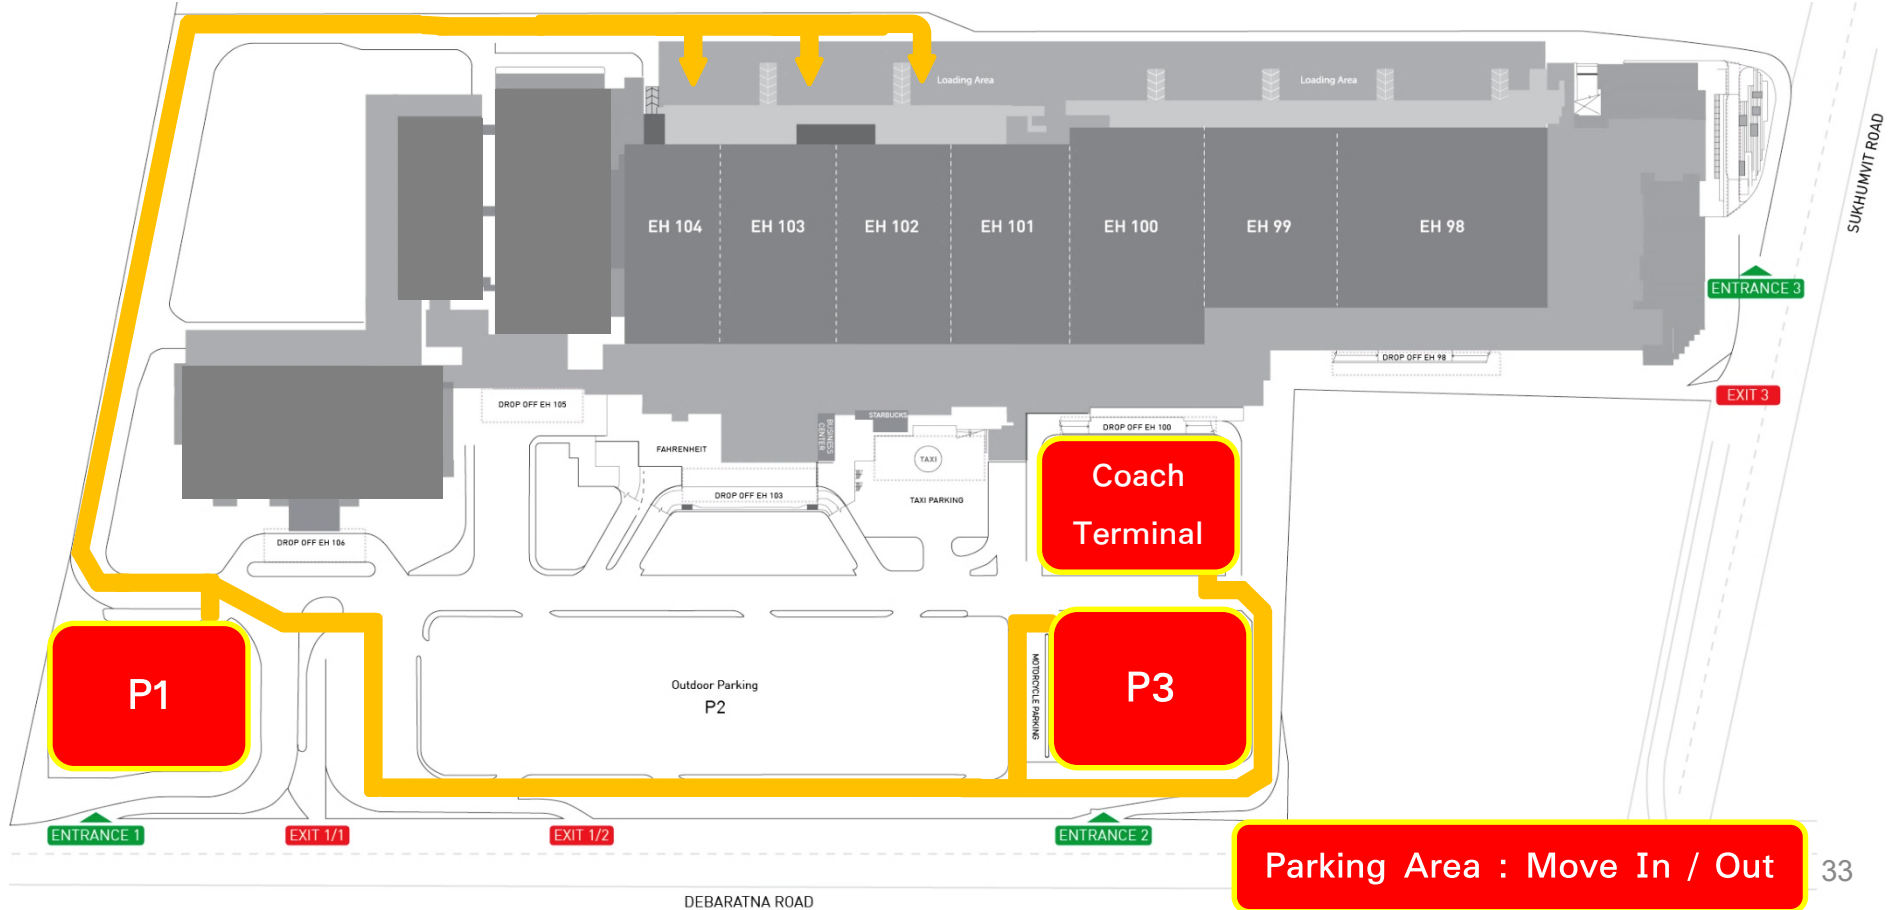 Loading Area
Loading Area
SUKHUMVIT ROAD
EH 104
EH 103
EH 102
EH 101
EH 100
EH 99
EH 98
ENTRANCE 3
DROP OFF EH 98
EXIT 3
DROP OFF EH 105
STARBUCKS
BUSINESS
CENTER
DROP OFF EH 100
FAHRENHEIT
TAXI
Coach
Terminal
DROP OFF EH 103
TAXI PARKING
DROP OFF EH 106
P1
Outdoor Parking
P2
MOTORCYCLE PARKING
P3
ENTRANCE 1
EXIT 1/1
EXIT 1/2
ENTRANCE 2
Parking Area : Move In / Out
33
DEBARATNA ROAD